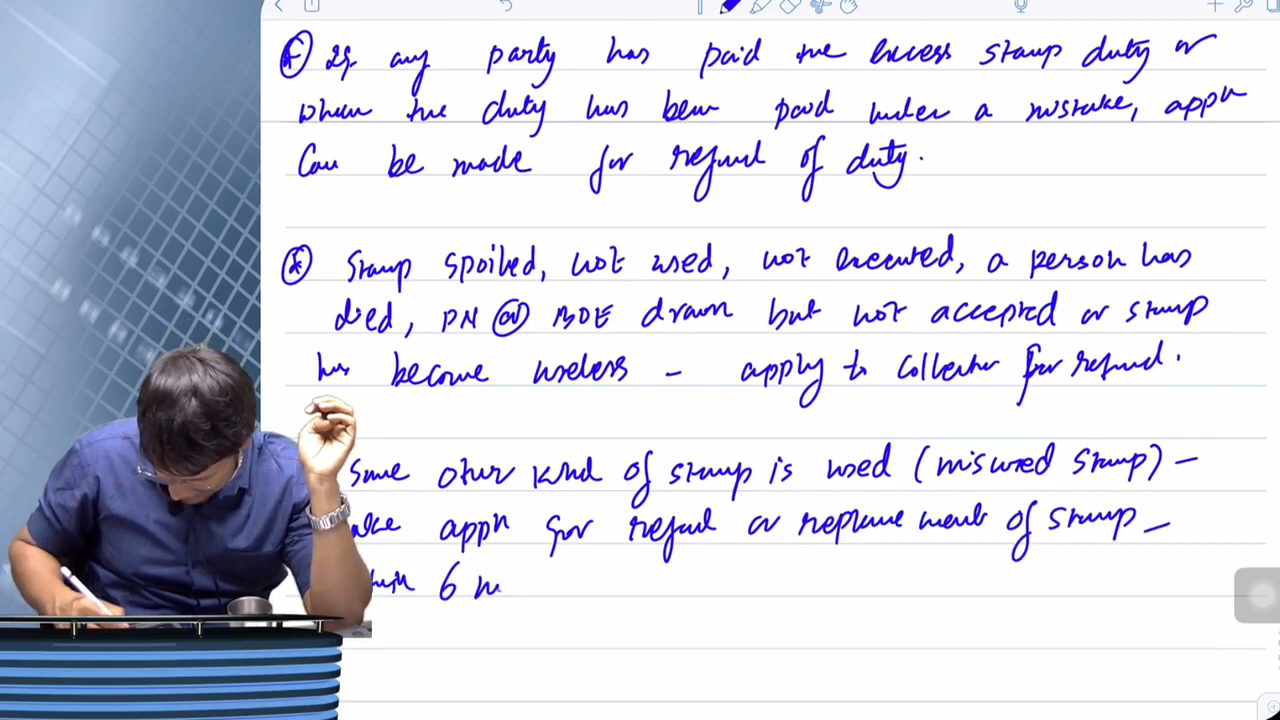 * If any party has paid the excess stamp duty or
where the duty has been paid under a mistake, appn
Can be made for refund of duty.
* Stamp spoiled, not used, not executed, a person has
died, PN or BOE drawn but not accepted or stamp
has become useless - apply to Collector for refund.
Some other kind of stamp is used (misused stamp) -
appn for refund or replacement of stamp -
6 m